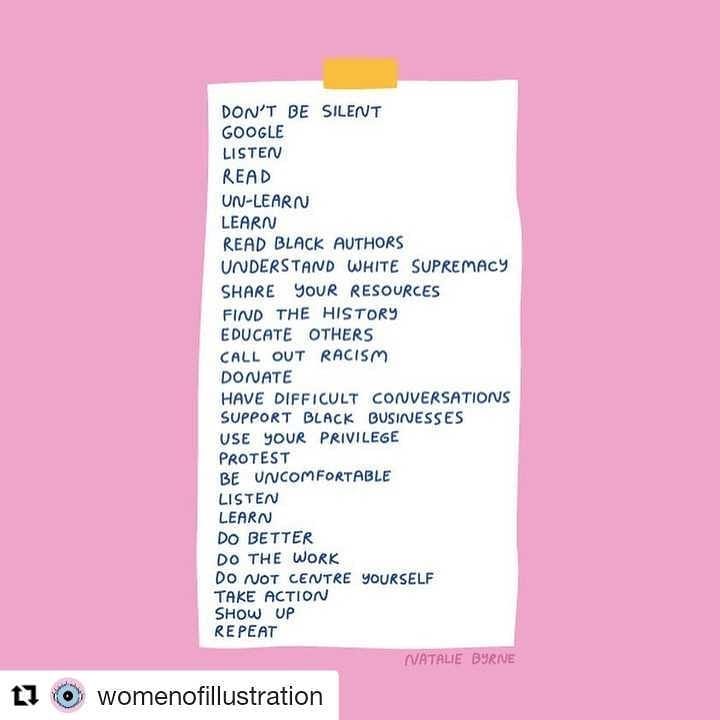 DON'T BE SILENT
GOOGLE
LISTEN
READ
UN-LEARN
LEARN
READ BLACK AUTHORS
UNDERSTAND WHITE SUPREMACY
SHARE YOUR RESOURCES
FIND THE HISTORY
EDUCATE OTHERS
CALL OUT RACISM
DONATE
HAVE DIFFICULT CONVERSATIONS
SUPPORT BLACK BUSINESSES
USE YOUR PRIVILEGE
PROTEST
BE UNCOMFORTABLE
LISTEN
LEARN
DO BETTER
DO THE WORK
DO NOT CENTRE YOURSELF
TAKE ACTION
SHOW UP
REPEAT
NATALIE BYRNE
womenofillustration